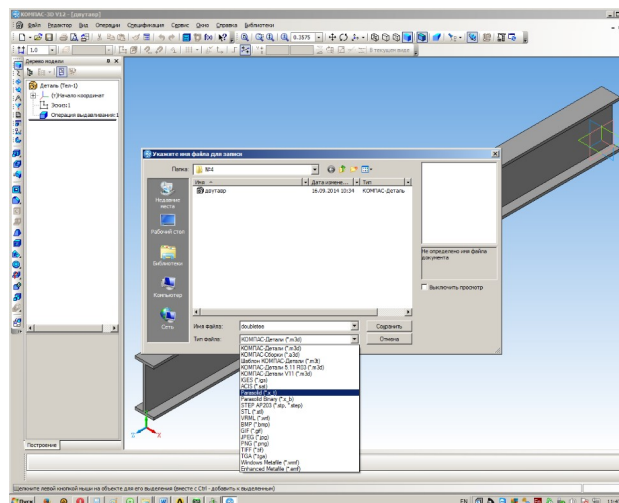 КОМПАС-3D V12 - [двутавр]
Файл Редактор Вид Операции Спецификация Сервис Окно Справка Библиотеки
0.3575
1.0
В текущем виде
Дерево модели
Деталь (Тел-1)
(т)Начало координат
Эскиз:1
Операция выдавливания:1
Укажите имя файла для записи
Папка:
Имя
Дата измене...
Тип
двутавр
16.09.2014 10:34
КОМПАС-Деталь
Недавние места
Рабочий стол
Библиотеки
Компьютер
Сеть
Не определено имя файла документа
Выключить просмотр
Имя файла:
doubletee
Сохранить
Тип файла:
КОМПАС-Детали (*.m3d)
Отмена
КОМПАС-Детали (*.m3d)
КОМПАС-Сборки (*.a3d)
Шаблон КОМПАС-Детали (*.m3t)
КОМПАС-Детали 5.11 R03 (*.m3d)
КОМПАС-Детали V11 (*.m3d)
IGES (*.igs)
ACIS (*.sat)
Parasolid (*.x_t)
Parasolid Binary (*.x_b)
STEP AP203 (*.stp, *.step)
STL (*.stl)
VRML (*.wrl)
BMP (*.bmp)
GIF (*.gif)
JPEG (*.jpg)
PNG (*.png)
TIFF (*.tif)
TGA (*.tga)
Windows Metafile (*.wmf)
Enhanced Metafile (*.emf)
Z
X
Построение
Щелкните левой кнопкой мыши на объекте для его выделения (вместе с Ctrl - добавить к выделенным)
Пуск
EN